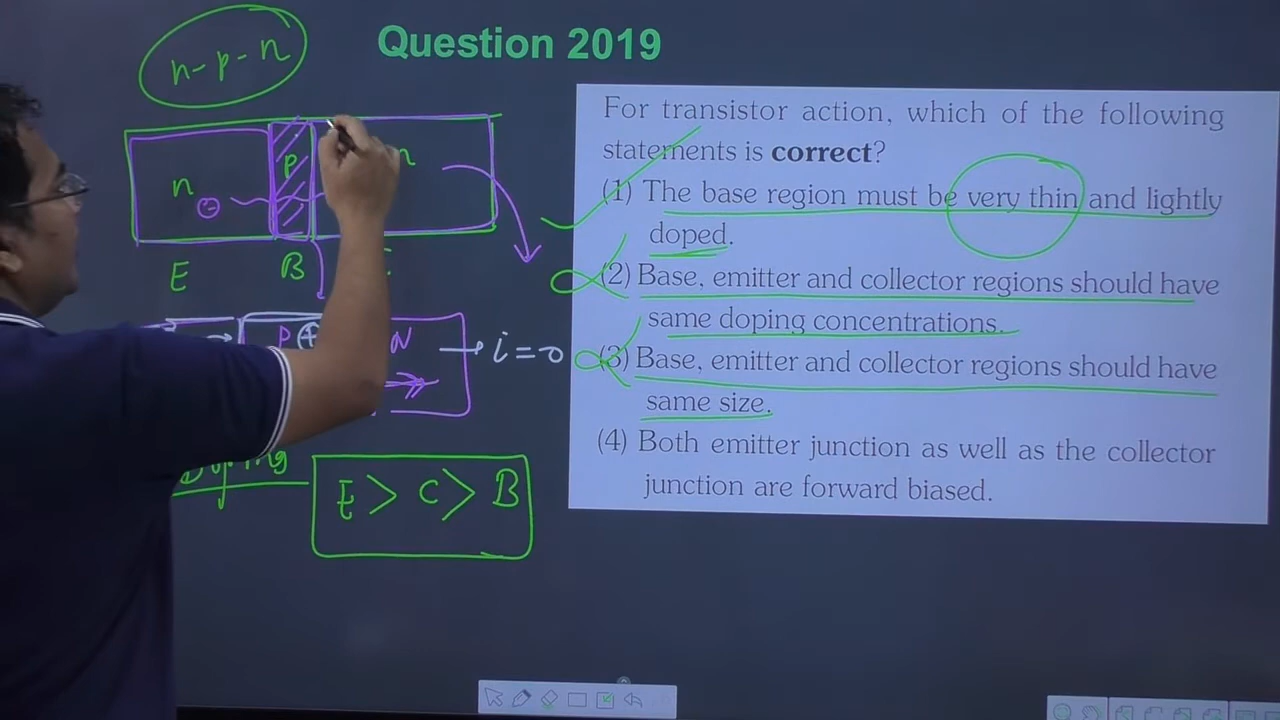 n-p-n
Question 2019
For transistor action, which of the following
statements is correct?
(1) The base region must be very thin and lightly
doped.
(2) Base, emitter and collector regions should have
same doping concentrations.
(3) Base, emitter and collector regions should have
same size.
(4) Both emitter junction as well as the collector
junction are forward biased.
n P n
E B
P + N i = 0
E > C > B